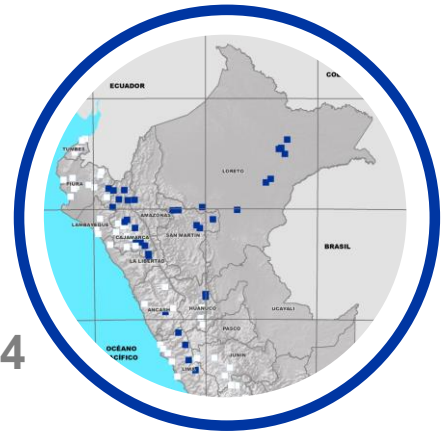 ECUADOR
CO
TUMBES
LORETO
PIURA
AMAZONAS
LAMBAYEQUE
CAJAMARCA
SAN MARTIN
BRASIL
LA LIBERTAD
ANCASH
HUANUCO
UCAYALI
PASCO
4
OCÉANO
ACÍFICO
JUNIN
LIMA